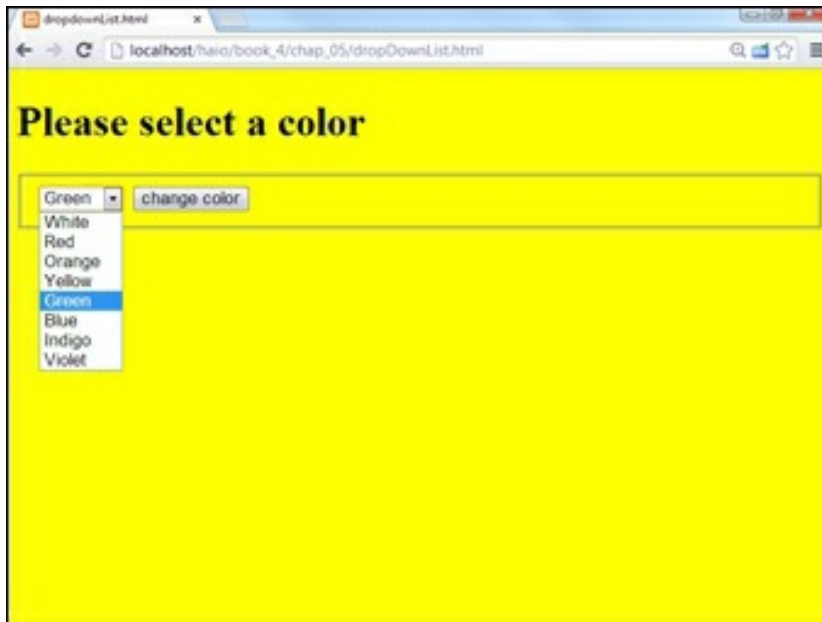 dropdownList.html
localhost/haio/book_4/chap_05/dropDownList.html
Please select a color
Green
change color
White
Red
Orange
Yellow
Green
Blue
Indigo
Violet